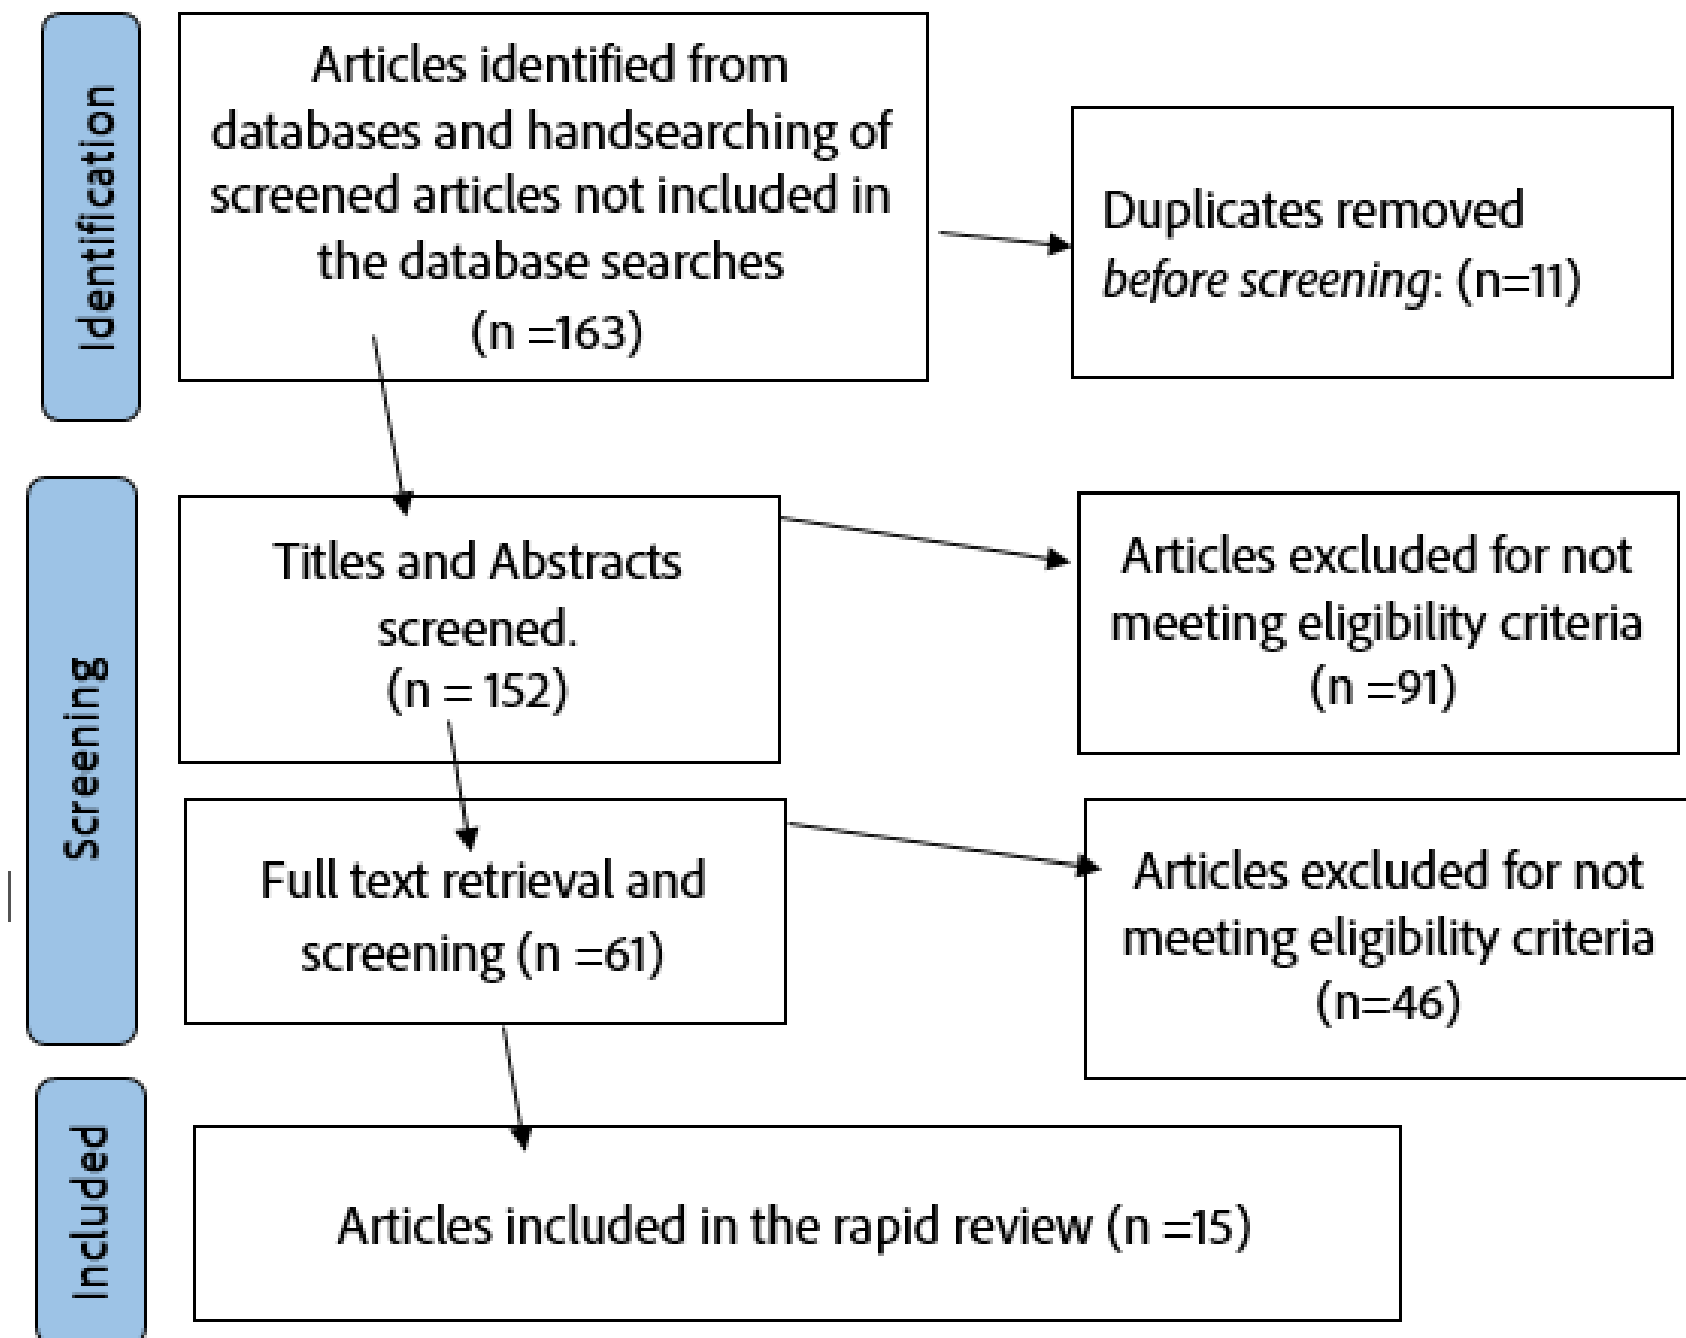 Identification
Articles identified from
databases and handsearching of
screened articles not included in
the database searches
(n =163)
Duplicates removed
before screening: (n=11)
Screening
Titles and Abstracts
screened.
(n = 152)
Articles excluded for not
meeting eligibility criteria
(n =91)
Full text retrieval and
screening (n =61)
Articles excluded for not
meeting eligibility criteria
(n=46)
Included
Articles included in the rapid review (n =15)